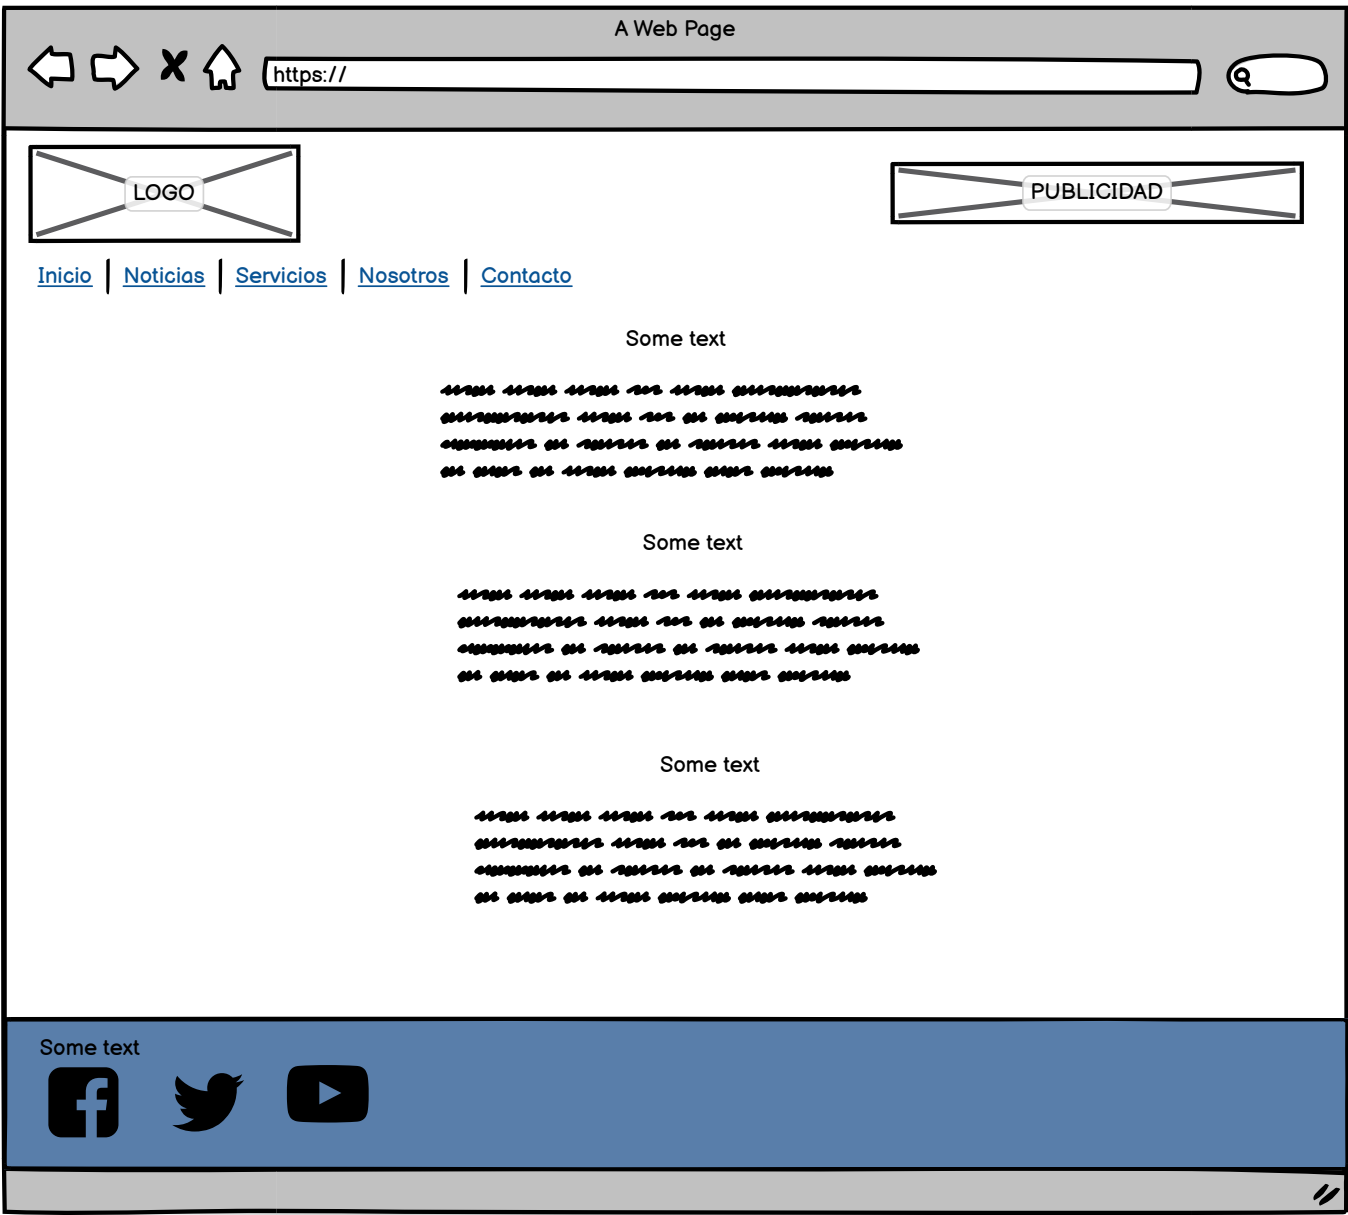 A Web Page
https://
LOGO
PUBLICIDAD
Inicio
Noticias
Servicios
Nosotros
Contacto
Some text
Some text
Some text
Some text